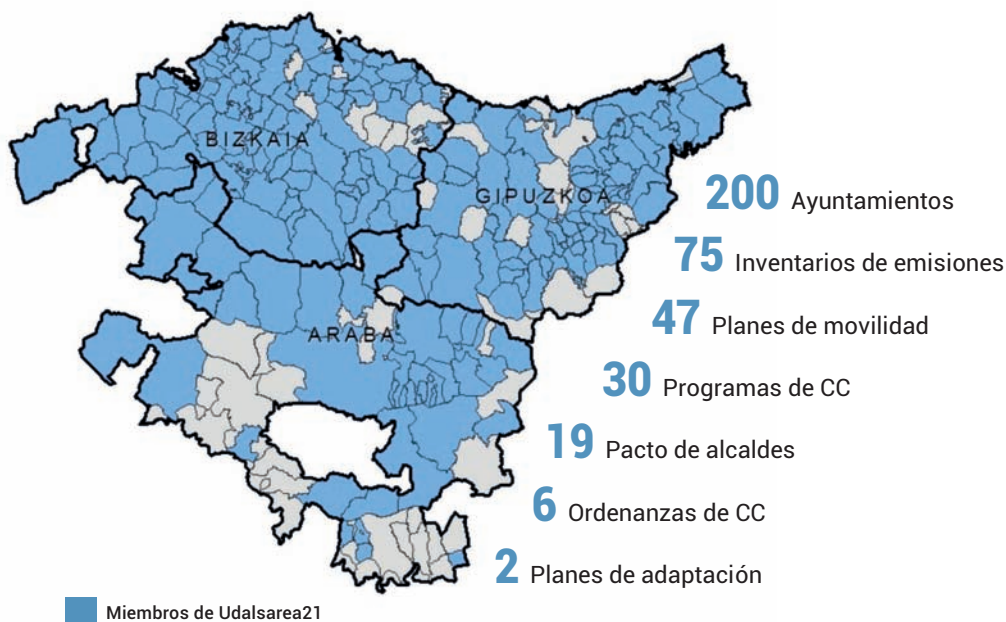 BIZKAIA
GIPUZKOA
ARABA
200 Ayuntamientos
75 Inventarios de emisiones
47 Planes de movilidad
30 Programas de CC
19 Pacto de alcaldes
6 Ordenanzas de CC
2 Planes de adaptación
Miembros de Udalsarea21